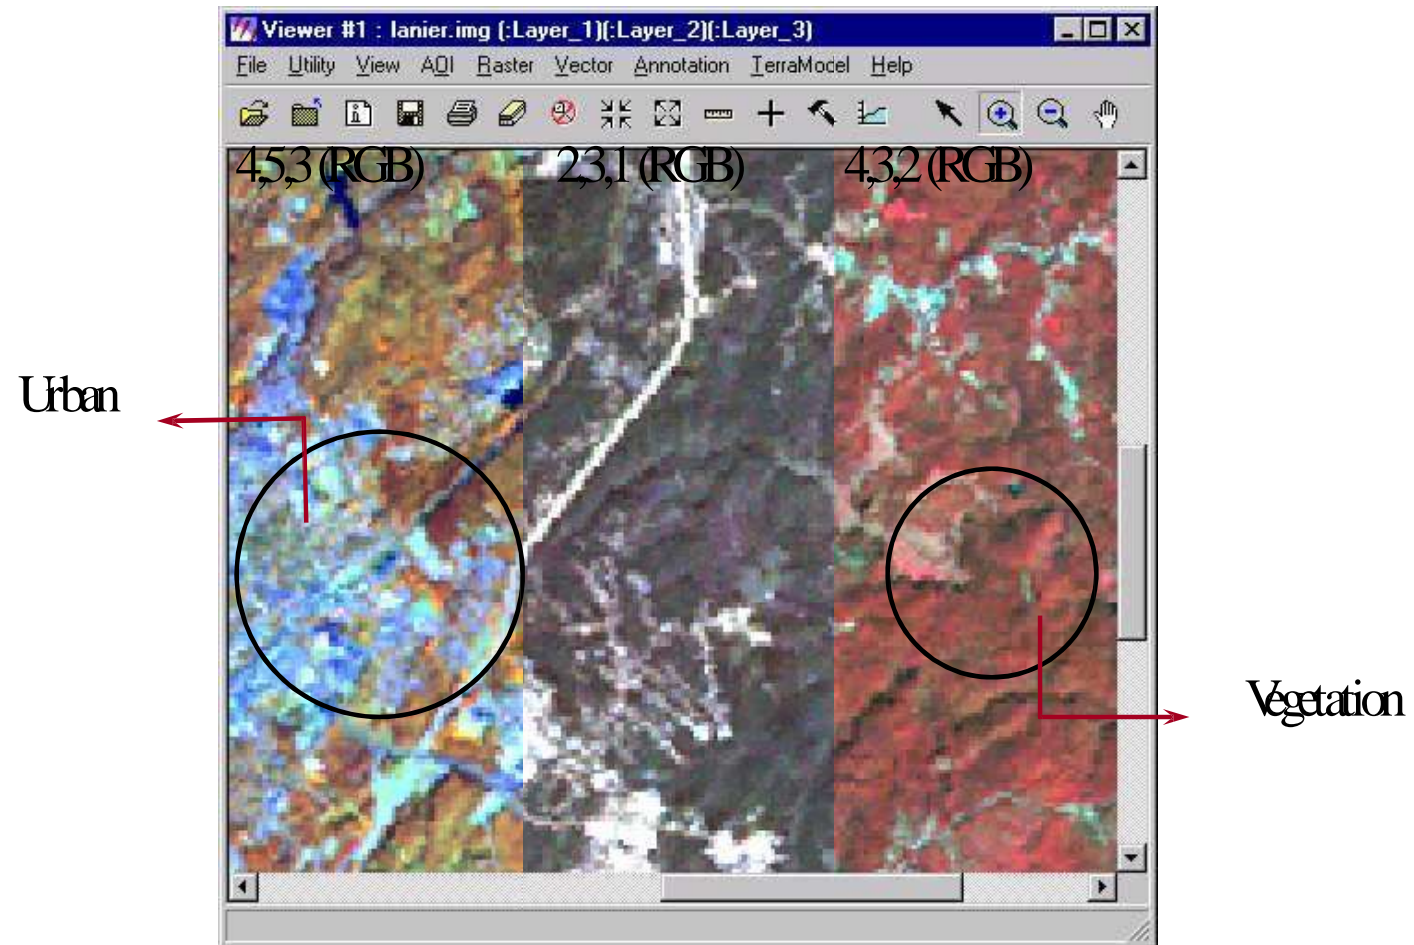 Viewer #1 : lanier.img (:Layer_1)(:Layer_2)(:Layer_3)
File Utility View AOI Raster Vector Annotation TerraModel Help
4,5,3 (RGB) 2,3,1 (RGB) 4,3,2 (RGB)
Urban
Vegetation